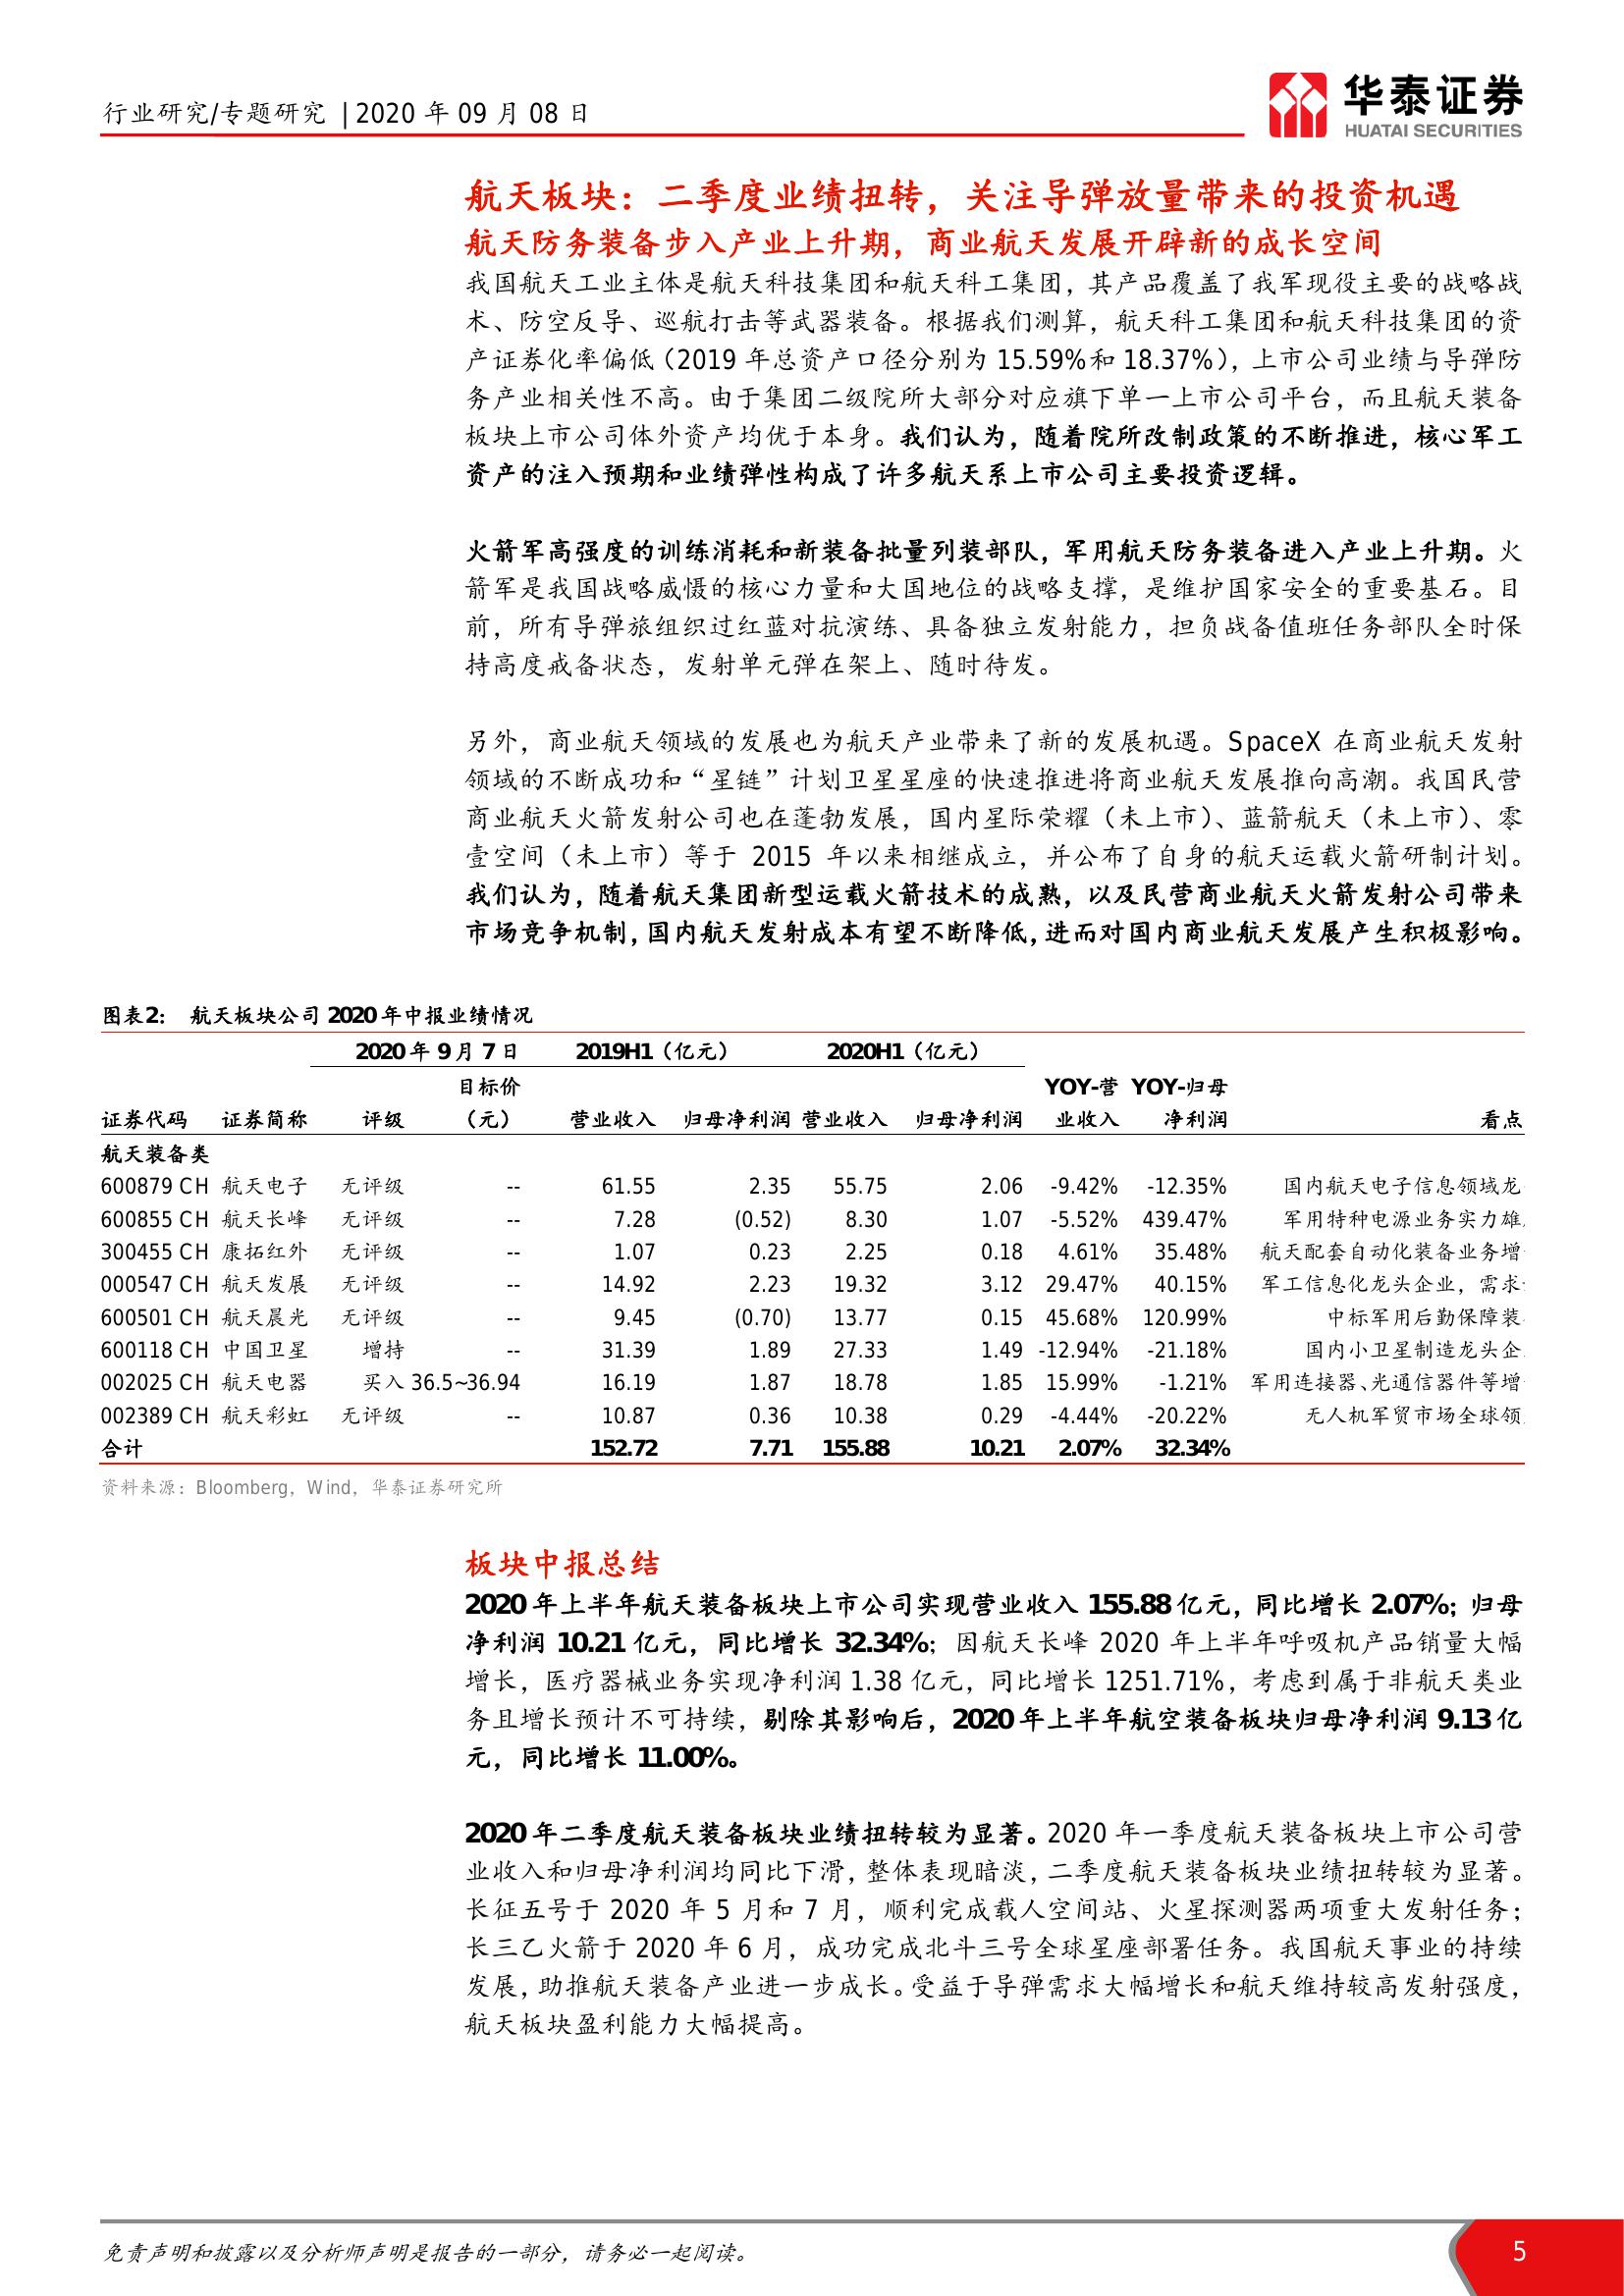 行业研究/专题研究 | 2020 年 09 月 08 日
华泰证券
HUATAI SECURITIES
航天板块：二季度业绩扭转，关注导弹放量带来的投资机遇
航天防务装备步入产业上升期，商业航天发展开辟新的成长空间
我国航天工业主体是航天科技集团和航天科工集团，其产品覆盖了我军现役主要的战略战
术、防空反导、巡航打击等武器装备。根据我们测算，航天科工集团和航天科技集团的资
产证券化率偏低（2019 年总资产口径分别为 15.59%和 18.37%），上市公司业绩与导弹防
务产业相关性不高。由于集团二级院所大部分对应旗下单一上市公司平台，而且航天装备
板块上市公司体外资产均优于本身。我们认为，随着院所改制政策的不断推进，核心军工
资产的注入预期和业绩弹性构成了许多航天系上市公司主要投资逻辑。
火箭军高强度的训练消耗和新装备批量列装部队，军用航天防务装备进入产业上升期。火
箭军是我国战略威慑的核心力量和大国地位的战略支撑，是维护国家安全的重要基石。目
前，所有导弹旅组织过红蓝对抗演练、具备独立发射能力，担负战备值班任务部队全时保
持高度戒备状态，发射单元弹在架上、随时待发。
另外，商业航天领域的发展也为航天产业带来了新的发展机遇。SpaceX 在商业航天发射
领域的不断成功和“星链”计划卫星星座的快速推进将商业航天发展推向高潮。我国民营
商业航天火箭发射公司也在蓬勃发展，国内星际荣耀（未上市）、蓝箭航天（未上市）、零
壹空间（未上市）等于 2015 年以来相继成立，并公布了自身的航天运载火箭研制计划。
我们认为，随着航天集团新型运载火箭技术的成熟，以及民营商业航天火箭发射公司带来
市场竞争机制，国内航天发射成本有望不断降低，进而对国内商业航天发展产生积极影响。
图表2： 航天板块公司 2020 年中报业绩情况
2020 年 9 月 7 日 2019H1（亿元） 2020H1（亿元）
目标价 YOY-营 YOY-归母
证券代码 证券简称 评级 （元） 营业收入 归母净利润 营业收入 归母净利润 业收入 净利润 看点
航天装备类
600879 CH 航天电子 无评级 -- 61.55 2.35 55.75 2.06 -9.42% -12.35% 国内航天电子信息领域龙
600855 CH 航天长峰 无评级 -- 7.28 (0.52) 8.30 1.07 -5.52% 439.47% 军用特种电源业务实力雄
300455 CH 康拓红外 无评级 -- 1.07 0.23 2.25 0.18 4.61% 35.48% 航天配套自动化装备业务增
000547 CH 航天发展 无评级 -- 14.92 2.23 19.32 3.12 29.47% 40.15% 军工信息化龙头企业，需求
600501 CH 航天晨光 无评级 -- 9.45 (0.70) 13.77 0.15 45.68% 120.99% 中标军用后勤保障装
600118 CH 中国卫星 增持 -- 31.39 1.89 27.33 1.49 -12.94% -21.18% 国内小卫星制造龙头企
002025 CH 航天电器 买入 36.5~36.94 16.19 1.87 18.78 1.85 15.99% -1.21% 军用连接器、光通信器件等增
002389 CH 航天彩虹 无评级 -- 10.87 0.36 10.38 0.29 -4.44% -20.22% 无人机军贸市场全球领
合计 152.72 7.71 155.88 10.21 2.07% 32.34%
资料来源：Bloomberg，Wind，华泰证券研究所
板块中报总结
2020 年上半年航天装备板块上市公司实现营业收入 155.88 亿元，同比增长 2.07%；归母
净利润 10.21 亿元，同比增长 32.34%；因航天长峰 2020 年上半年呼吸机产品销量大幅
增长，医疗器械业务实现净利润 1.38 亿元，同比增长 1251.71%，考虑到属于非航天类业
务且增长预计不可持续，剔除其影响后，2020 年上半年航空装备板块归母净利润 9.13 亿
元，同比增长 11.00%。
2020 年二季度航天装备板块业绩扭转较为显著。2020 年一季度航天装备板块上市公司营
业收入和归母净利润均同比下滑，整体表现暗淡，二季度航天装备板块业绩扭转较为显著。
长征五号于 2020 年 5 月和 7 月，顺利完成载人空间站、火星探测器两项重大发射任务；
长三乙火箭于 2020 年 6 月，成功完成北斗三号全球星座部署任务。我国航天事业的持续
发展，助推航天装备产业进一步成长。受益于导弹需求大幅增长和航天维持较高发射强度，
航天板块盈利能力大幅提高。
免责声明和披露以及分析师声明是报告的一部分，请务必一起阅读。
5